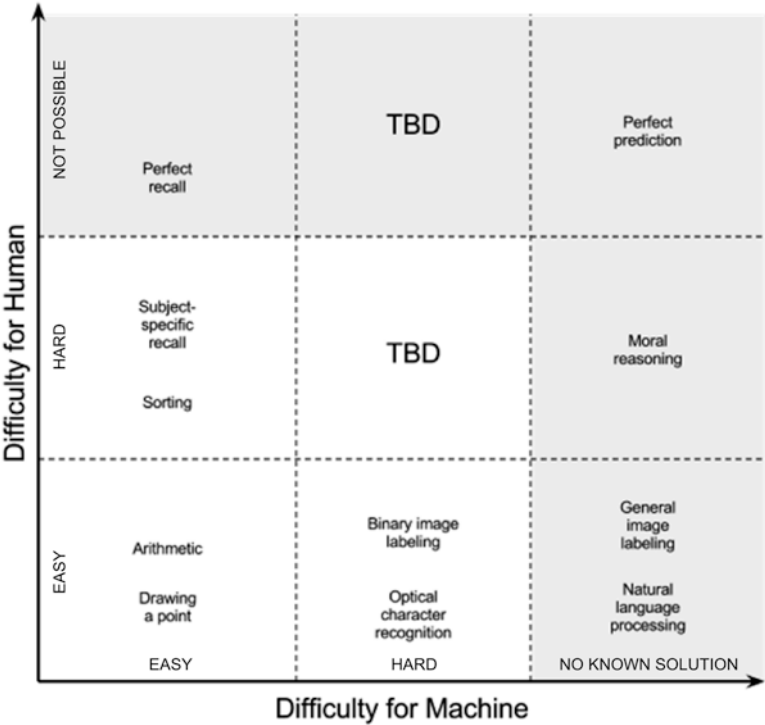 NOT POSSIBLE
TBD
Perfect
prediction
Perfect
recall
Difficulty for Human
HARD
Subject-
specific
recall
Sorting
TBD
Moral
reasoning
EASY
Arithmetic
Drawing
a point
Binary image
labeling
Optical
character
recognition
General
image
labeling
Natural
language
processing
EASY
HARD
NO KNOWN SOLUTION
Difficulty for Machine